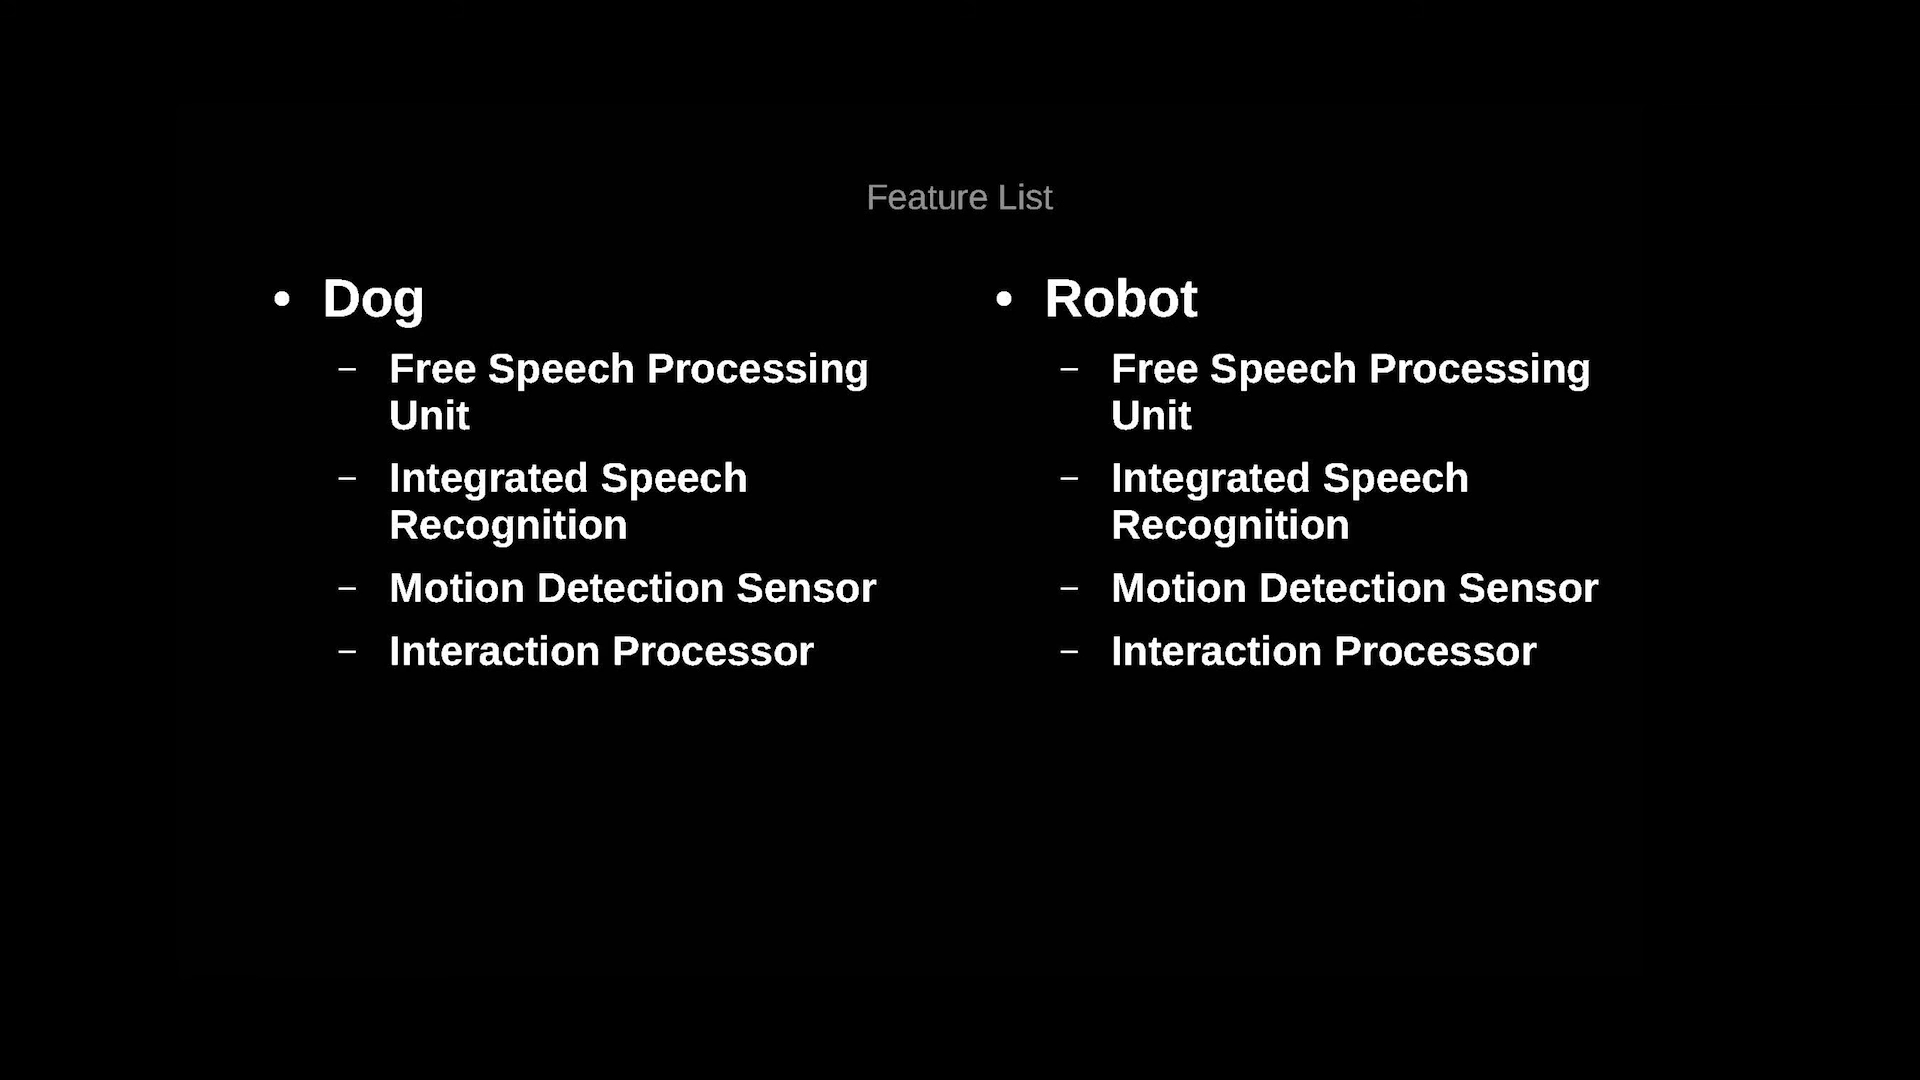 Feature List
• Dog
– Free Speech Processing
Unit
– Integrated Speech
Recognition
– Motion Detection Sensor
– Interaction Processor
• Robot
– Free Speech Processing
Unit
– Integrated Speech
Recognition
– Motion Detection Sensor
– Interaction Processor